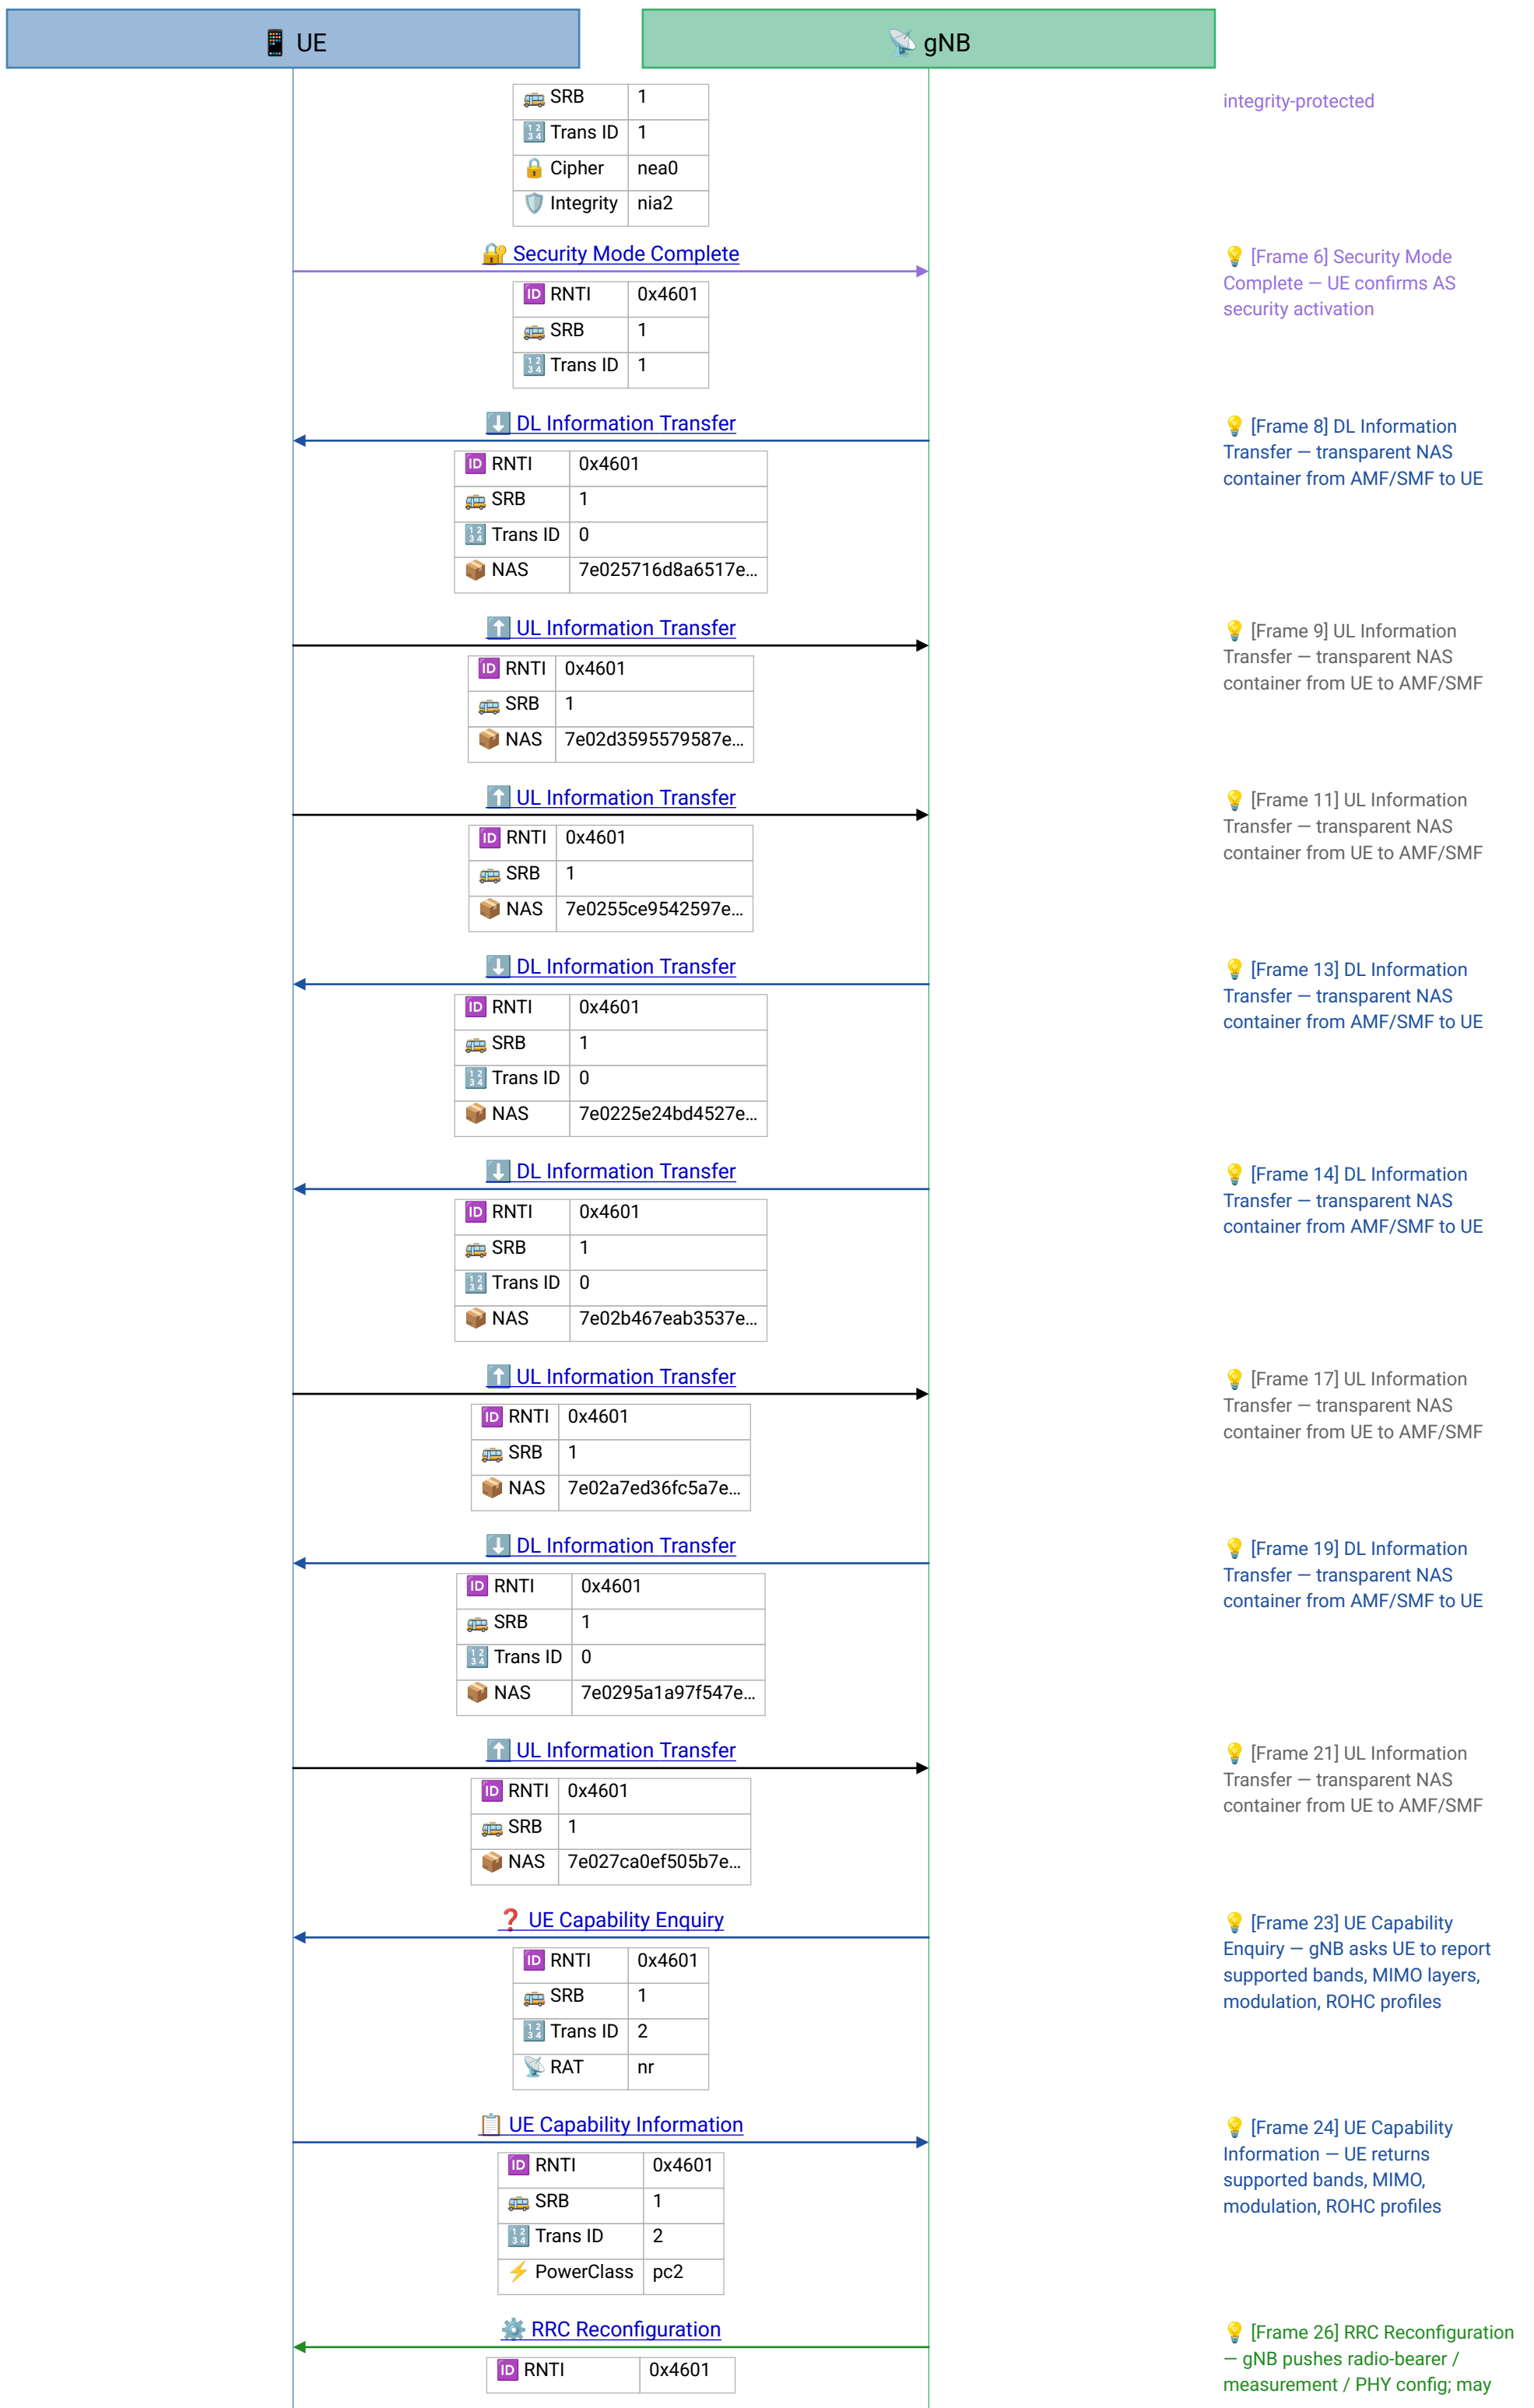 📱 UE
📡 gNB
🚌 SRB 1
🔢 Trans ID 1
🔒 Cipher nea0
🛡️ Integrity nia2
integrity-protected
🔐 Security Mode Complete
🆔 RNTI 0x4601
🚌 SRB 1
🔢 Trans ID 1
💡 [Frame 6] Security Mode
Complete — UE confirms AS
security activation
⬇️ DL Information Transfer
🆔 RNTI 0x4601
🚌 SRB 1
🔢 Trans ID 0
📦 NAS 7e025716d8a6517e…
💡 [Frame 8] DL Information
Transfer — transparent NAS
container from AMF/SMF to UE
⬆️ UL Information Transfer
🆔 RNTI 0x4601
🚌 SRB 1
📦 NAS 7e02d3595579587e…
💡 [Frame 9] UL Information
Transfer — transparent NAS
container from UE to AMF/SMF
⬆️ UL Information Transfer
🆔 RNTI 0x4601
🚌 SRB 1
📦 NAS 7e0255ce9542597e…
💡 [Frame 11] UL Information
Transfer — transparent NAS
container from UE to AMF/SMF
⬇️ DL Information Transfer
🆔 RNTI 0x4601
🚌 SRB 1
🔢 Trans ID 0
📦 NAS 7e0225e24bd4527e…
💡 [Frame 13] DL Information
Transfer — transparent NAS
container from AMF/SMF to UE
⬇️ DL Information Transfer
🆔 RNTI 0x4601
🚌 SRB 1
🔢 Trans ID 0
📦 NAS 7e02b467eab3537e…
💡 [Frame 14] DL Information
Transfer — transparent NAS
container from AMF/SMF to UE
⬆️ UL Information Transfer
🆔 RNTI 0x4601
🚌 SRB 1
📦 NAS 7e02a7ed36fc5a7e…
💡 [Frame 17] UL Information
Transfer — transparent NAS
container from UE to AMF/SMF
⬇️ DL Information Transfer
🆔 RNTI 0x4601
🚌 SRB 1
🔢 Trans ID 0
📦 NAS 7e0295a1a97f547e…
💡 [Frame 19] DL Information
Transfer — transparent NAS
container from AMF/SMF to UE
⬆️ UL Information Transfer
🆔 RNTI 0x4601
🚌 SRB 1
📦 NAS 7e027ca0ef505b7e…
💡 [Frame 21] UL Information
Transfer — transparent NAS
container from UE to AMF/SMF
❓ UE Capability Enquiry
🆔 RNTI 0x4601
🚌 SRB 1
🔢 Trans ID 2
📡 RAT nr
💡 [Frame 23] UE Capability
Enquiry — gNB asks UE to report
supported bands, MIMO layers,
modulation, ROHC profiles
📋 UE Capability Information
🆔 RNTI 0x4601
🚌 SRB 1
🔢 Trans ID 2
⚡ PowerClass pc2
💡 [Frame 24] UE Capability
Information — UE returns
supported bands, MIMO,
modulation, ROHC profiles
⚙️ RRC Reconfiguration
🆔 RNTI 0x4601
💡 [Frame 26] RRC Reconfiguration
— gNB pushes radio-bearer /
measurement / PHY config; may